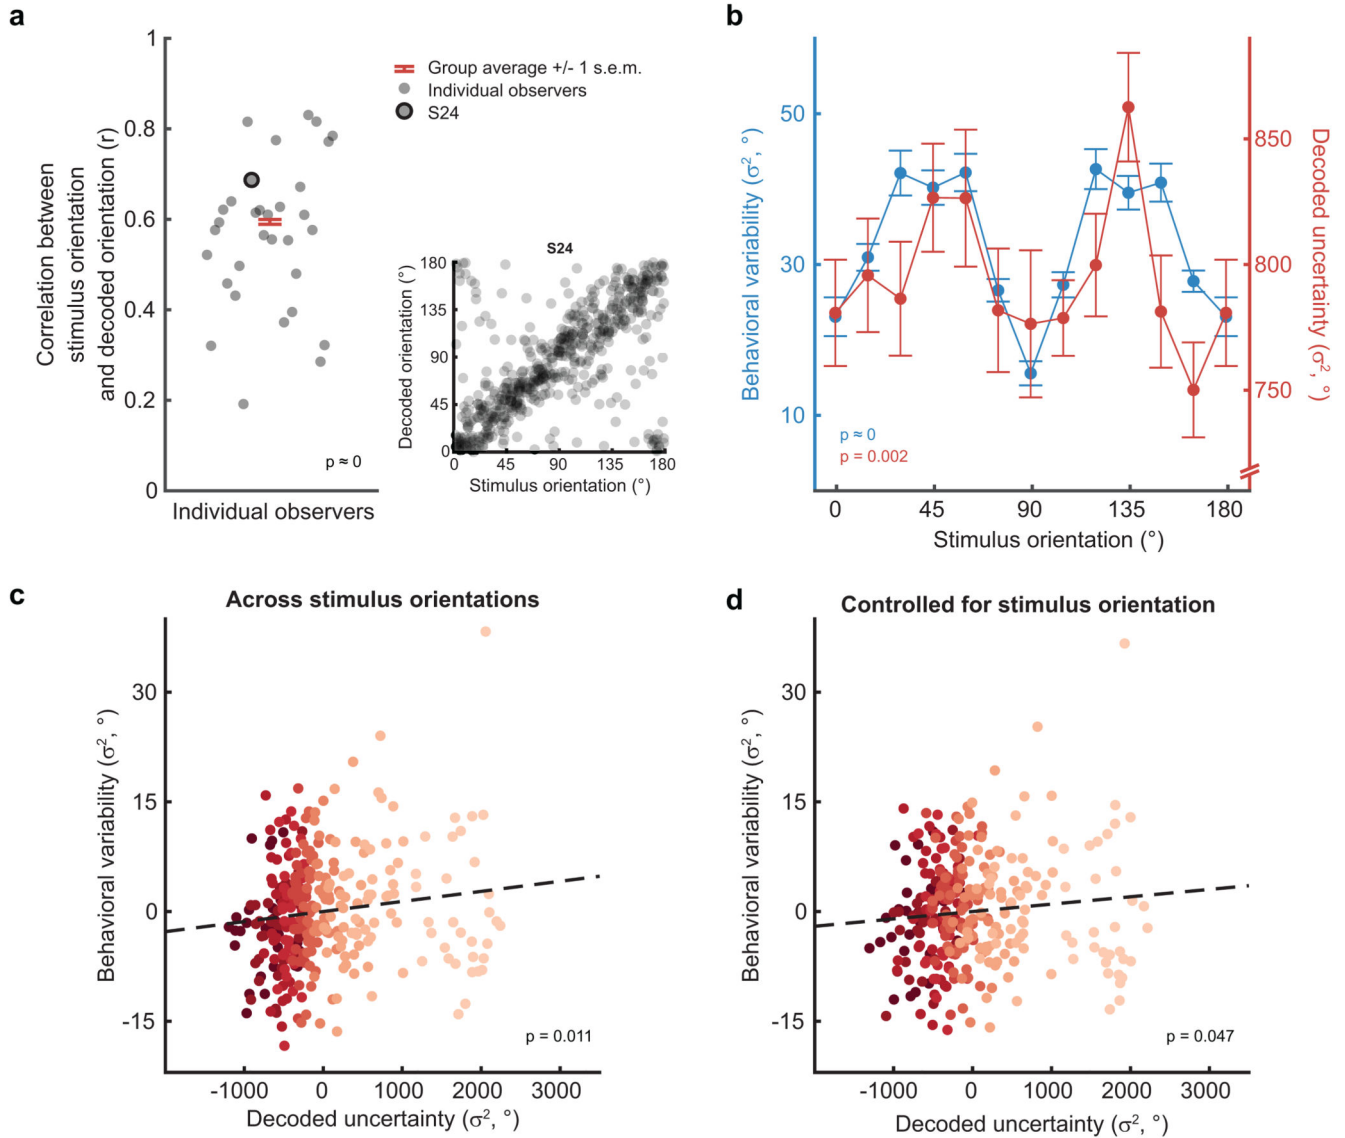 a
Correlation between
stimulus orientation
and decoded orientation (r)
1
0.8
0.6
0.4
0.2
0
Group average +/- 1 s.e.m.
Individual observers
S24
p ≈ 0
Individual observers
S24
Decoded orientation (°)
180
135
90
45
0
0 45 90 135 180
Stimulus orientation (°)
b
Behavioral variability (σ², °)
50
30
10
850
800
750
Decoded uncertainty (σ², °)
p ≈ 0
p = 0.002
0 45 90 135 180
Stimulus orientation (°)
c
Across stimulus orientations
Behavioral variability (σ², °)
30
15
0
-15
p = 0.011
-1000 0 1000 2000 3000
Decoded uncertainty (σ², °)
d
Controlled for stimulus orientation
Behavioral variability (σ², °)
30
15
0
-15
p = 0.047
-1000 0 1000 2000 3000
Decoded uncertainty (σ², °)